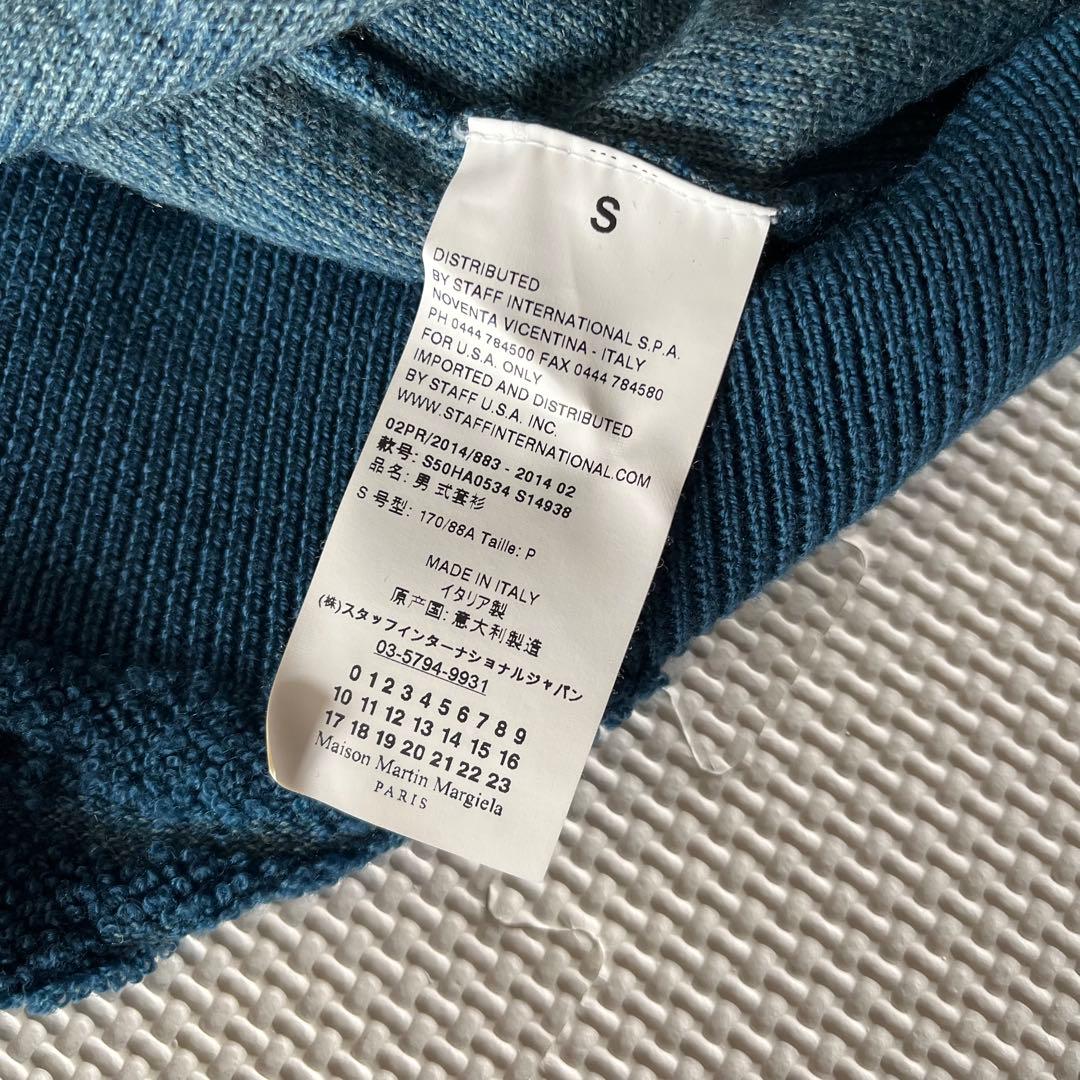 S
DISTRIBUTED
BY STAFF INTERNATIONAL S.P.A.
NOVENTA VICENTINA - ITALY
PH 0444 784500 FAX 0444 784580
FOR U.S.A. ONLY
IMPORTED AND DISTRIBUTED
BY STAFF U.S.A. INC.
WWW.STAFFINTERNATIONAL.COM
02PR/2014/883 - 2014 02
款号: S50HA0534 S14938
品名: 男 式套衫
S 号型: 170/88A Taille: P
MADE IN ITALY
イタリア製
原产国: 意大利製造
(株)スタッフインターナショナルジャパン
03-5794-9931
0 1 2 3 4 5 6 7 8 9
10 11 12 13 14 15 16
17 18 19 20 21 22 23
Maison Martin Margiela
PARIS